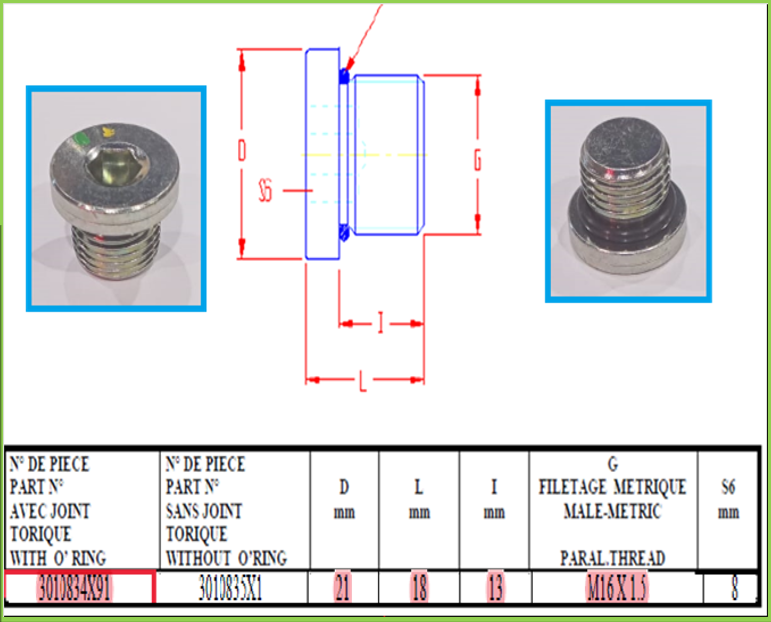 D
G
S6
I
L
N° DE PIECE
PART N°
AVEC JOINT
TORIQUE
WITH O' RING
N° DE PIECE
PART N°
SANS JOINT
TORIQUE
WITHOUT O'RING
D
mm
L
mm
I
mm
G
FILETAGE METRIQUE
MALE-METRIC
PARAL.THREAD
S6
mm
3010834X91 3010835X1 21 18 13 M16 X 1.5 8